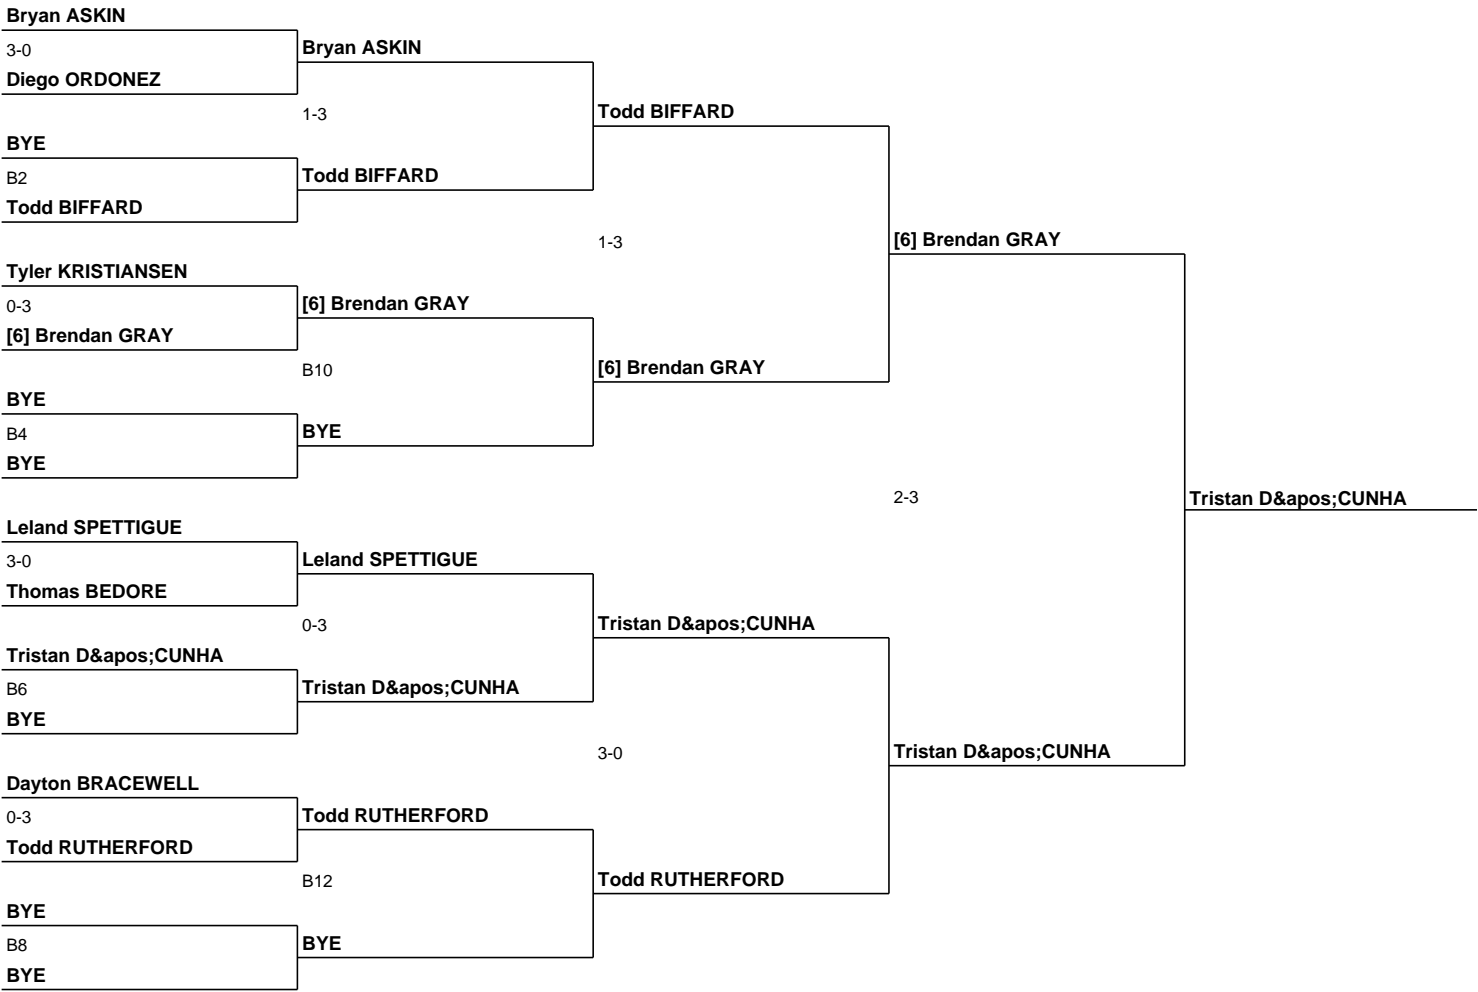 Bryan ASKIN
3-0
Diego ORDONEZ
BYE
B2
Todd BIFFARD
Tyler KRISTIANSEN
0-3
[6] Brendan GRAY
BYE
B4
BYE
Leland SPETTIGUE
3-0
Thomas BEDORE
Tristan D&apos;CUNHA
B6
BYE
Dayton BRACEWELL
0-3
Todd RUTHERFORD
BYE
B8
BYE
Bryan ASKIN
1-3
Todd BIFFARD
[6] Brendan GRAY
B10
BYE
Leland SPETTIGUE
0-3
Tristan D&apos;CUNHA
Todd RUTHERFORD
B12
BYE
Todd BIFFARD
1-3
[6] Brendan GRAY
Tristan D&apos;CUNHA
3-0
Todd RUTHERFORD
[6] Brendan GRAY
2-3
Tristan D&apos;CUNHA
Tristan D&apos;CUNHA